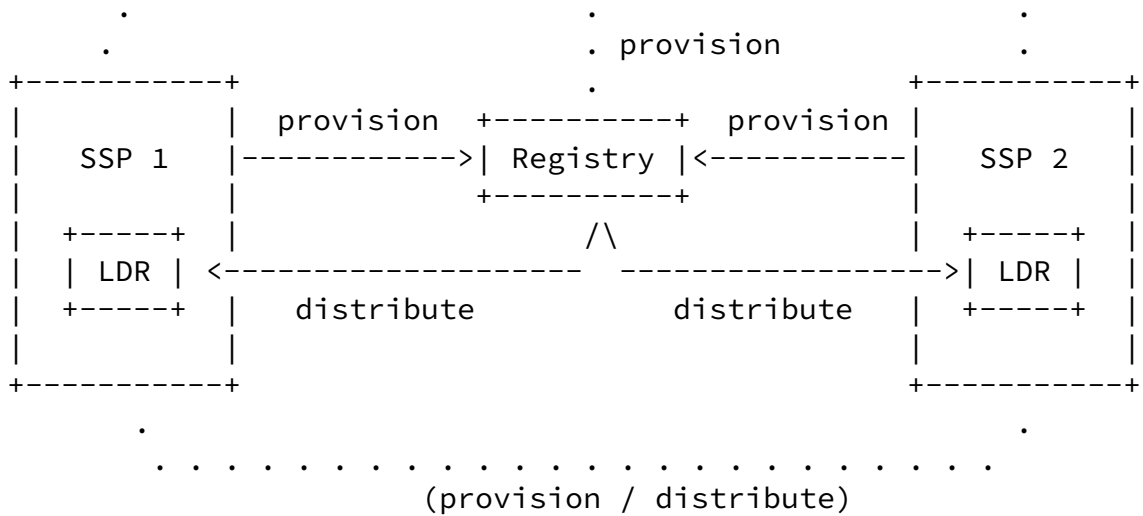 provision
provision provision
SSP 1 Registry SSP 2
LDR LDR
distribute distribute
(provision / distribute)